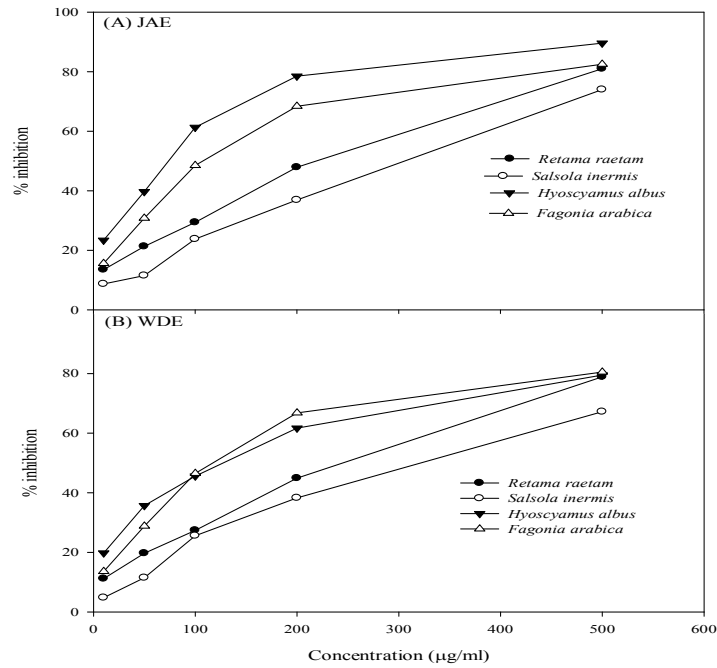 100
(A) JAE
80
60
40
20
0
% inhibition
Retama raetam
Salsola inermis
Hyoscyamus albus
Fagonia arabica
(B) WDE
80
60
40
20
0
% inhibition
Retama raetam
Salsola inermis
Hyoscyamus albus
Fagonia arabica
0 100 200 300 400 500 600
Concentration (µg/ml)